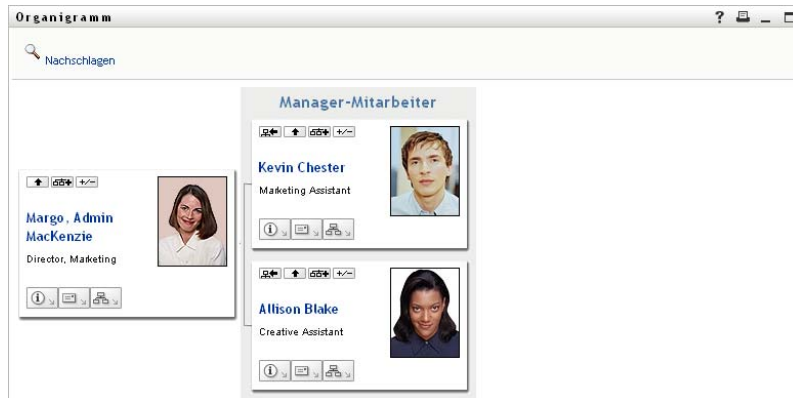 Organigramm
Nachschlagen
Manager-Mitarbeiter
Kevin Chester
Marketing Assistant
Margo, Admin
MacKenzie
Director, Marketing
Allison Blake
Creative Assistant